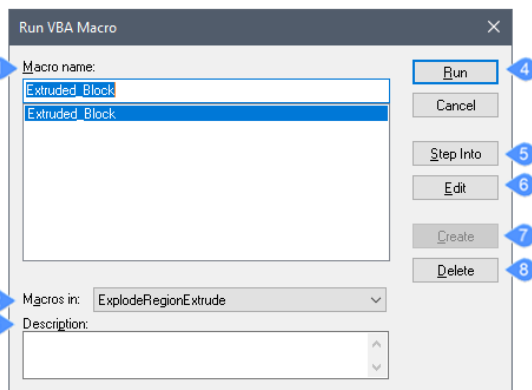 Run VBA Macro
Macro name:
Run
4
Extruded_Block
Extruded_Block
Cancel
Step Into
5
Edit
6
Create
7
Delete
8
Macros in:
ExplodeRegionExtrude
Description: